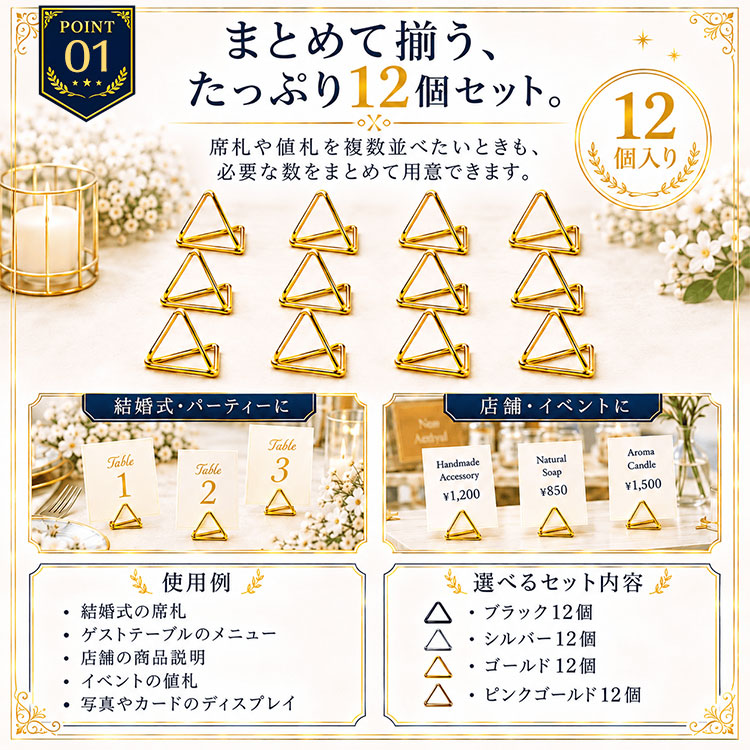 POINT
01
まとめて揃う、
たっぷり12個セット。
席札や値札を複数並べたいときも、
必要な数をまとめて用意できます。
12
個入り
結婚式・パーティーに
Table
1
Table
2
Table
3
店舗・イベントに
New
Arrival
Handmade
Accessory
¥1,200
Natural
Soap
¥850
Aroma
Candle
¥1,500
使用例
・結婚式の席札
・ゲストテーブルのメニュー
・店舗の商品説明
・イベントの値札
・写真やカードのディスプレイ
選べるセット内容
・ブラック12個
・シルバー12個
・ゴールド12個
・ピンクゴールド12個